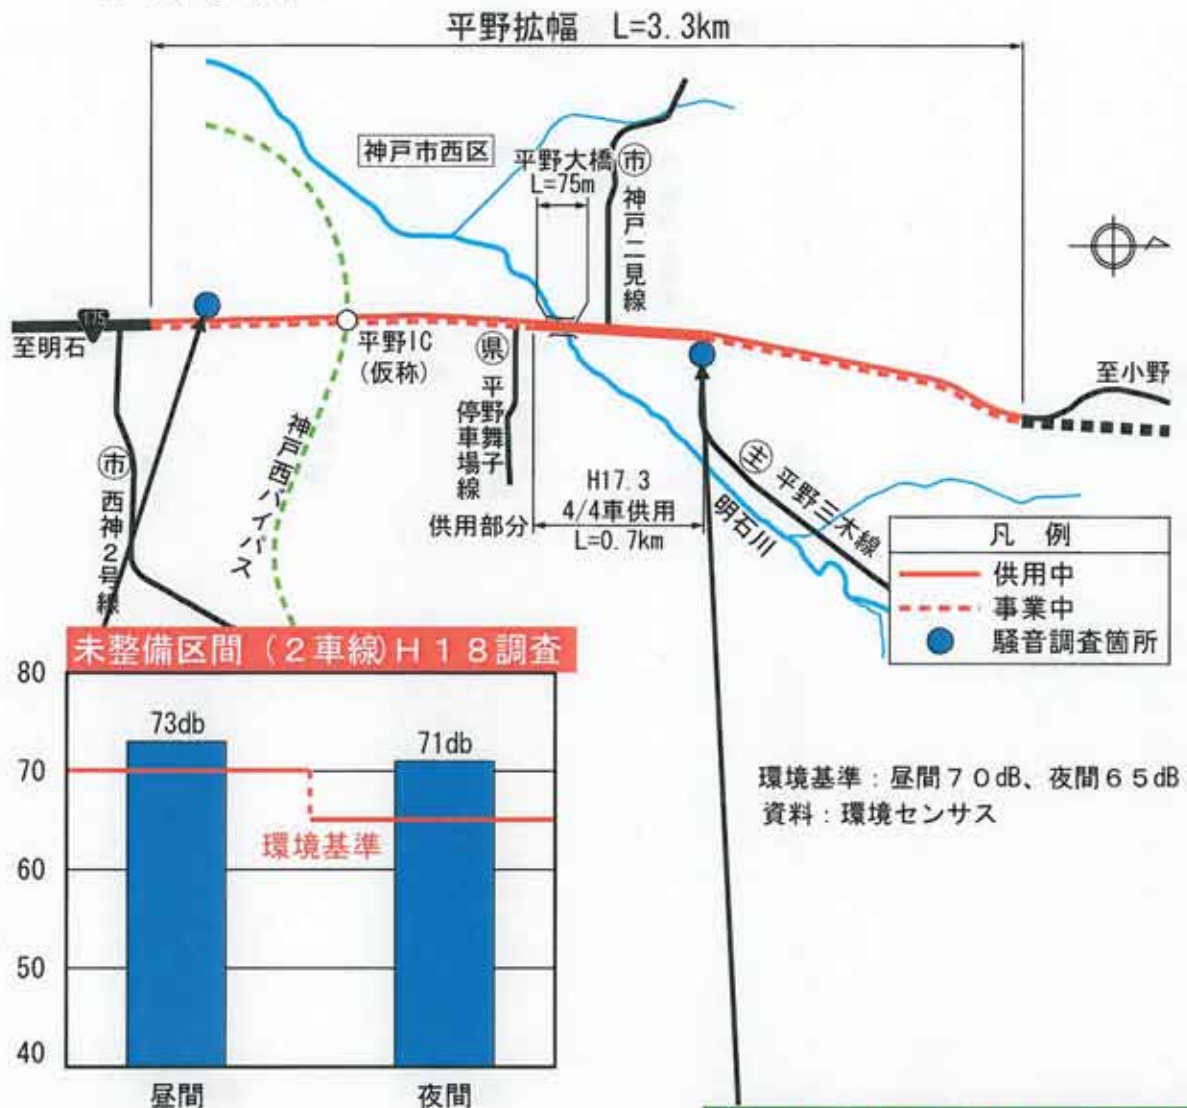 平野拡幅 L=3.3km
神戸市西区
平野大橋
L=75m
市
神戸二見線
175
至明石
平野IC
(仮称)
県
平野舞子
停車場線
至小野
市
西神2号線
神戸西バイパス
H17.3
4/4車供用
供用部分
L=0.7km
明石川
主
平野三木線
凡 例
供用中
事業中
騒音調査箇所
未整備区間(2車線)H18調査
80
73db
71db
70
環境基準
60
50
40
昼間
夜間
環境基準:昼間70dB、夜間65dB
資料:環境センサス